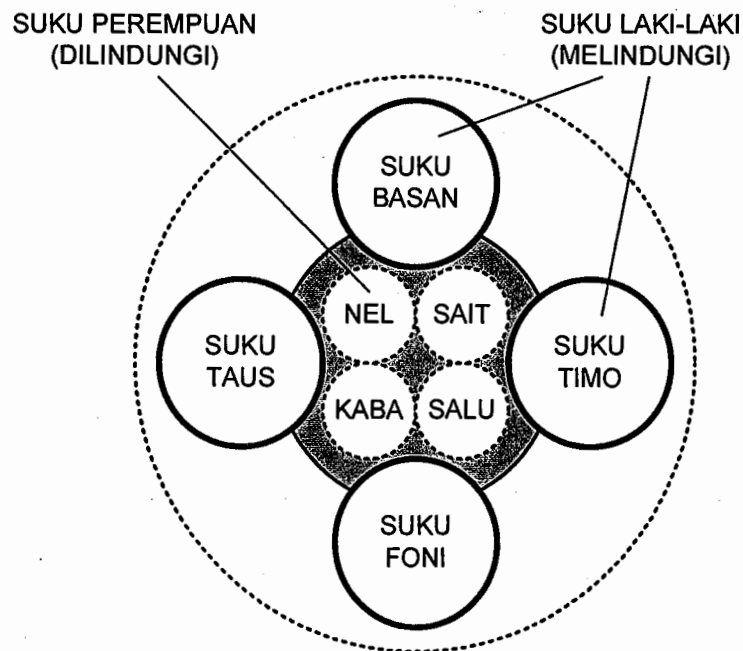 SUKU PEREMPUAN
(DILINDUNGI)
SUKU LAKI-LAKI
(MELINDUNGI)
SUKU
BASAN
NEL
SAIT
SUKU
TAUS
SUKU
TIMO
KABA
SALU
SUKU
FONI